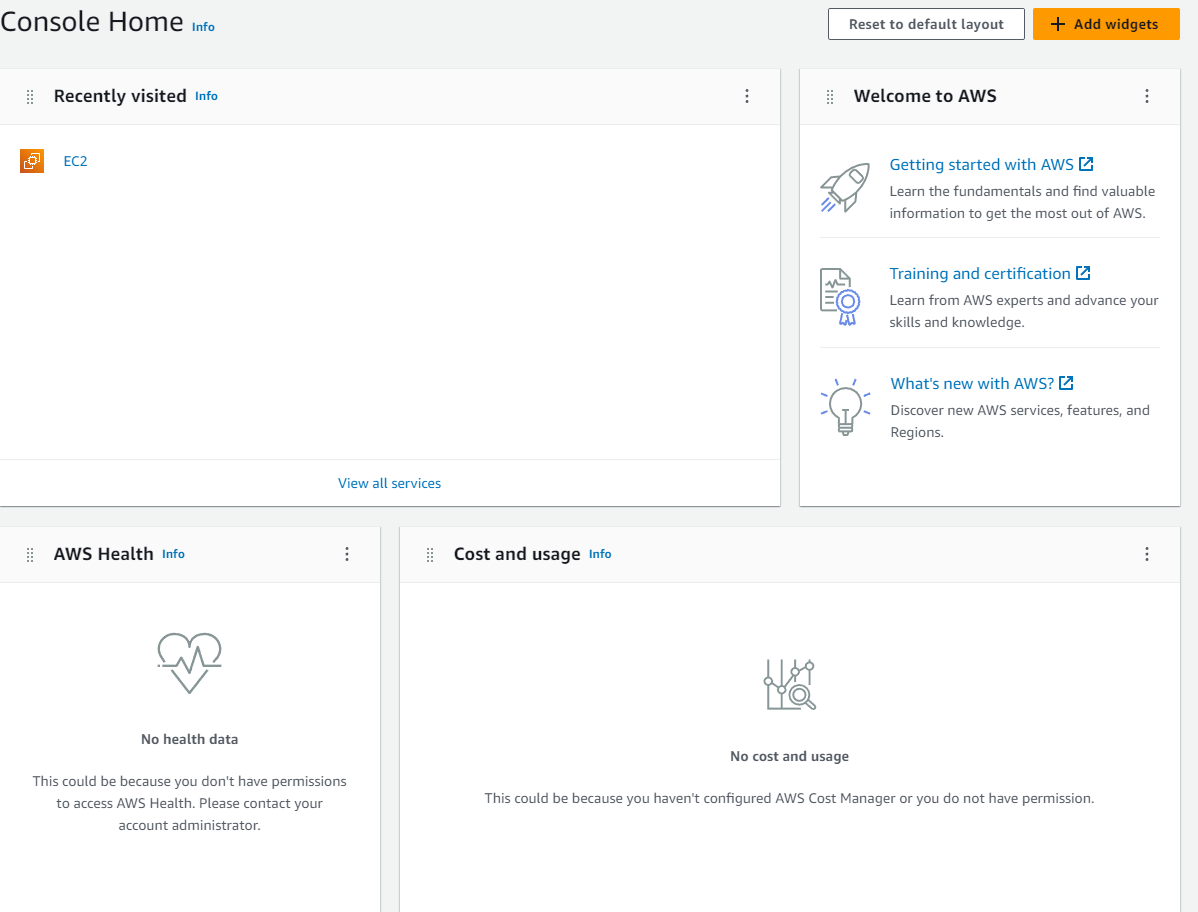 Console Home Info
Reset to default layout
Add widgets
Recently visited Info
EC2
View all services
Welcome to AWS
Getting started with AWS
Learn the fundamentals and find valuable
information to get the most out of AWS.
Training and certification
Learn from AWS experts and advance your
skills and knowledge.
What's new with AWS?
Discover new AWS services, features, and
Regions.
AWS Health Info
No health data
This could be because you don't have permissions
to access AWS Health. Please contact your
account administrator.
Cost and usage Info
No cost and usage
This could be because you haven't configured AWS Cost Manager or you do not have permission.